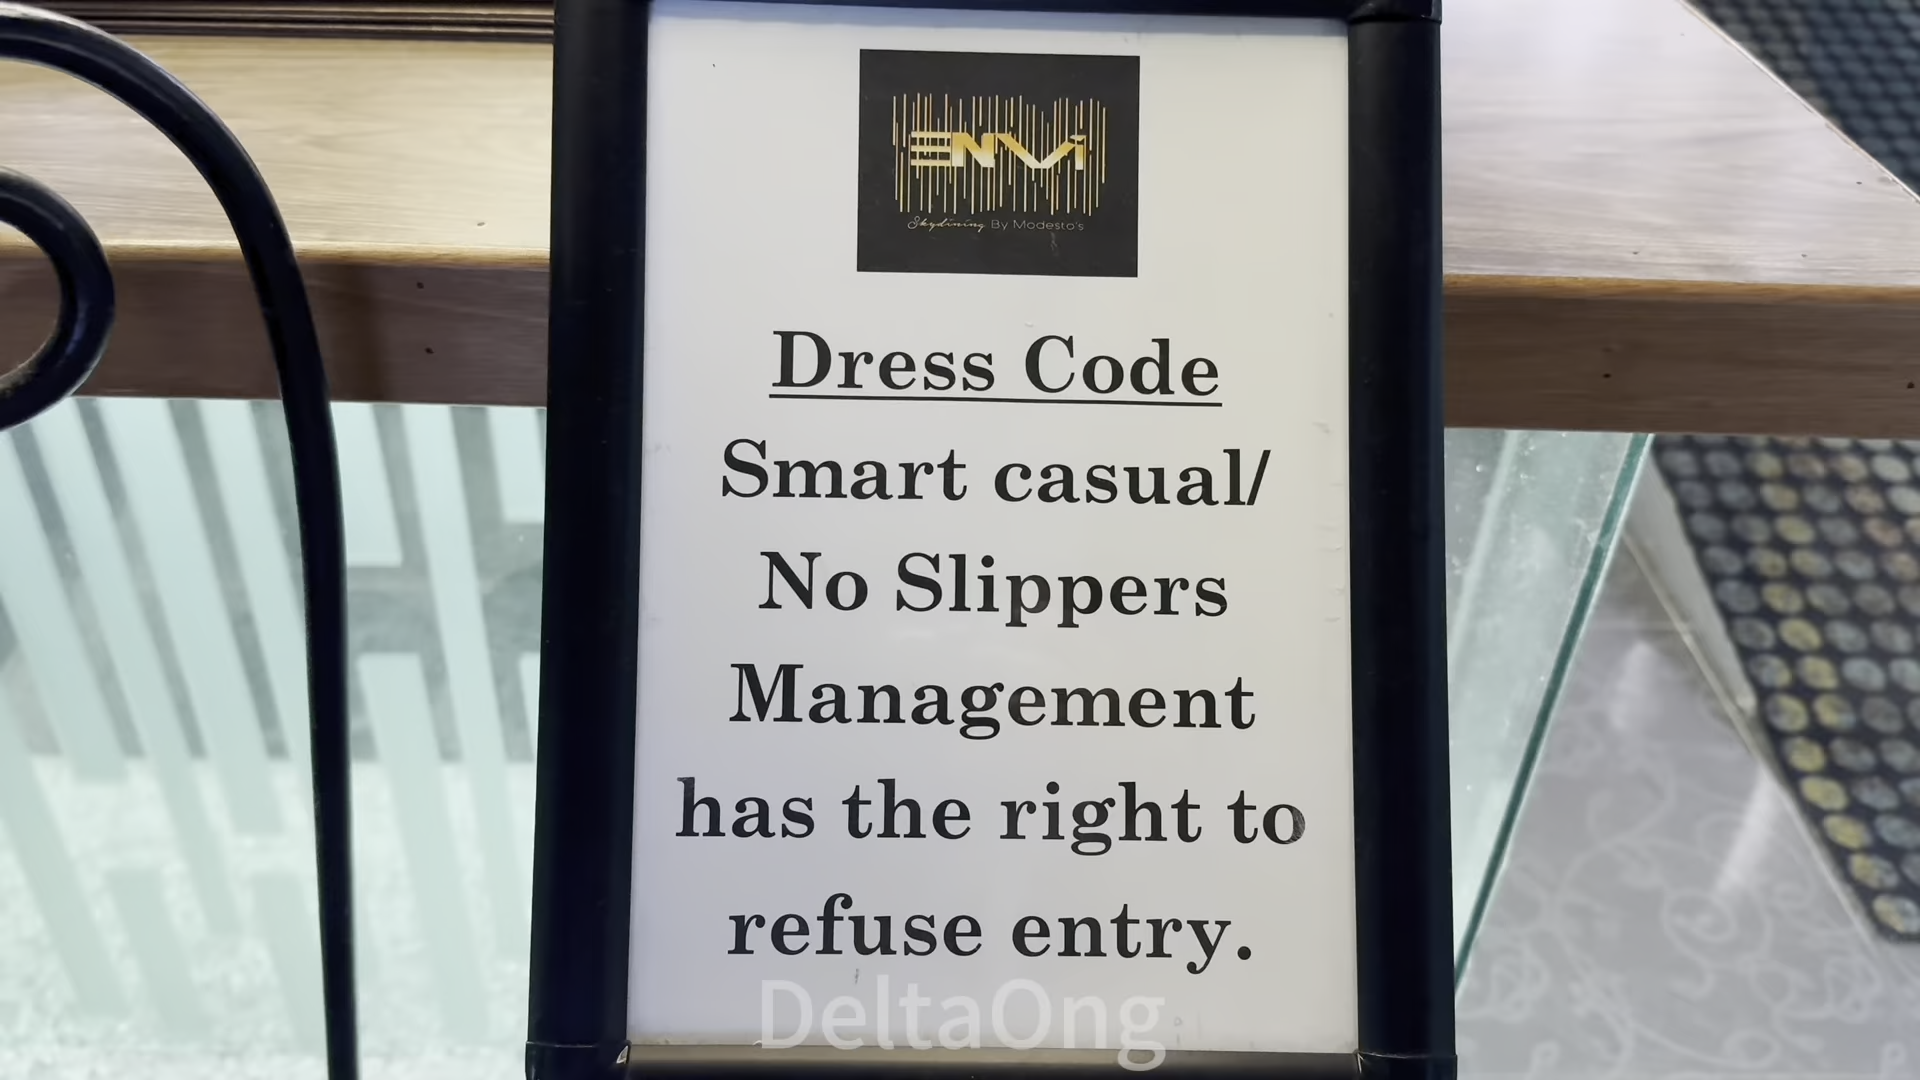 ENVi
Skydining By Modesto's
Dress Code
Smart casual/
No Slippers
Management
has the right to
refuse entry.
DeltaOng